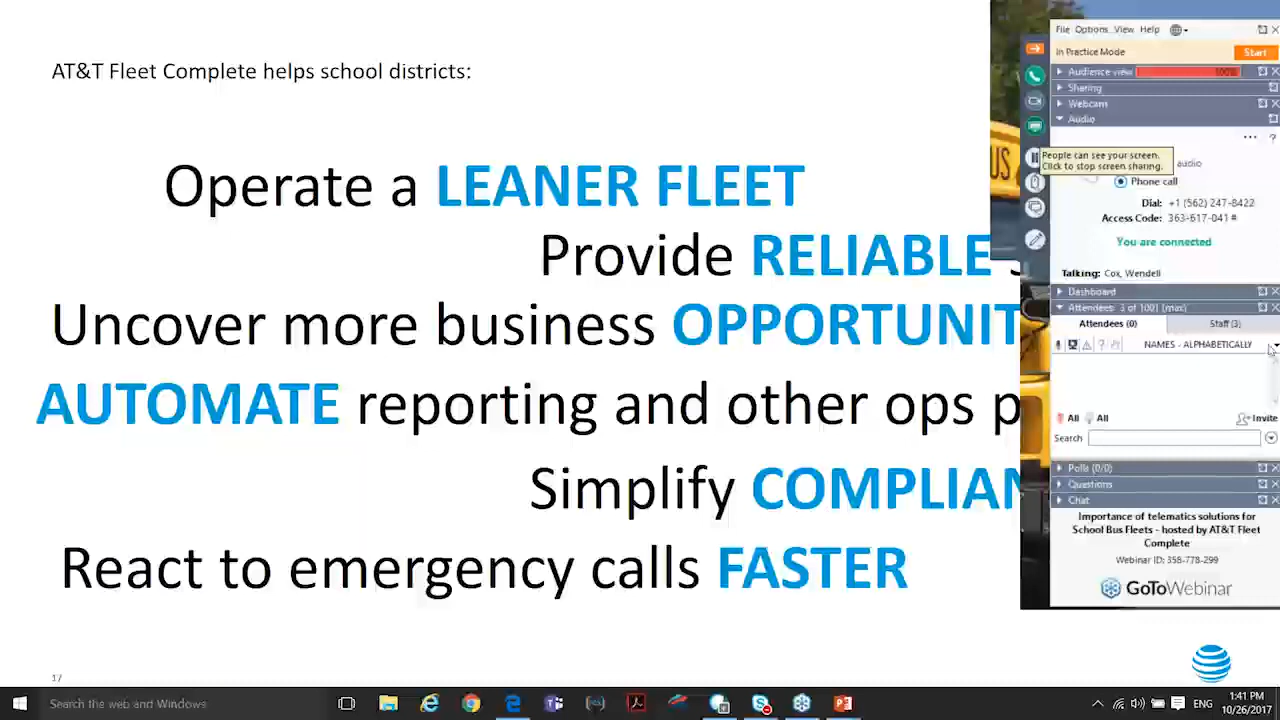 AT&T Fleet Complete helps school districts:
Operate a LEANER FLEET
Provide RELIABLE
Uncover more business OPPORTUNIT
AUTOMATE reporting and other ops p
Simplify COMPLIAN
React to emergency calls FASTER
17
BUS
File Options View Help
In Practice Mode Start
Audience view 100%
Sharing
Webcam
Audio
People can see your screen.
Click to stop screen sharing.
audio
Phone call
Dial: +1 (562) 247-8422
Access Code: 363-617-041 #
You are connected
Talking: Cox, Wendell
Dashboard
Attendees: 3 of 1001 (max)
Attendees (0) Staff (3)
NAMES - ALPHABETICALLY
All All Invite
Search
Polls (0/0)
Questions
Chat
Importance of telematics solutions for
School Bus Fleets - hosted by AT&T Fleet
Complete
Webinar ID: 358-778-299
GoToWebinar
Search the web and Windows
ENG
1:41 PM
10/26/2017